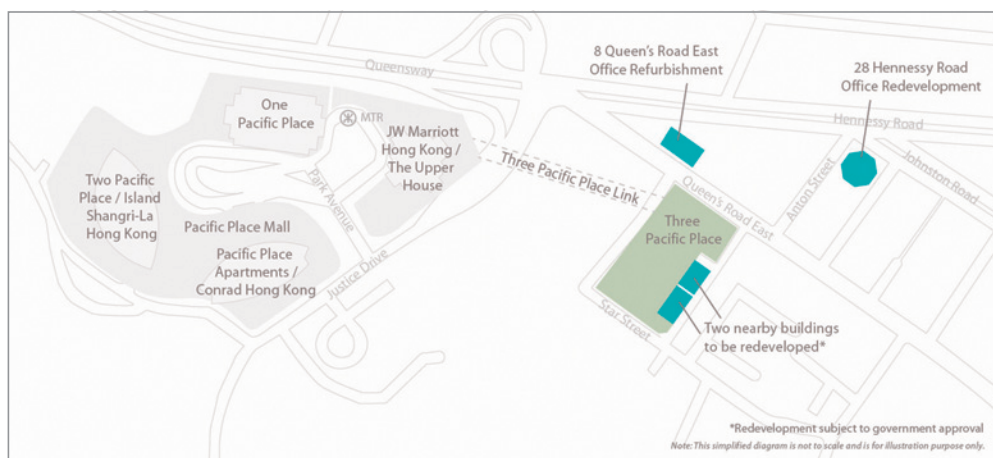 8 Queen's Road East
Office Refurbishment
28 Hennessy Road
Office Redevelopment
Queensway
One
Pacific Place
MTR
Hennessy Road
JW Marriott
Hong Kong /
The Upper
House
Three Pacific Place Link
Johnston Road
Anton Street
Two Pacific
Place / Island
Shangri-La
Hong Kong
Park Avenue
Queen's Road East
Pacific Place Mall
Three
Pacific Place
Pacific Place
Apartments /
Conrad Hong Kong
Justice Drive
Star Street
Two nearby buildings
to be redeveloped*
*Redevelopment subject to government approval
Note: This simplified diagram is not to scale and is for illustration purpose only.